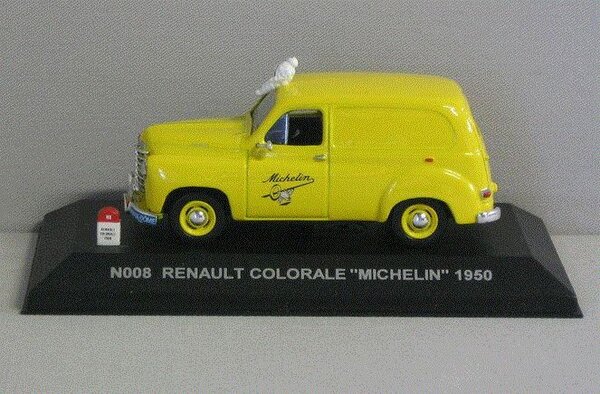 Michelin
N008 RENAULT COLORALE "MICHELIN" 1950